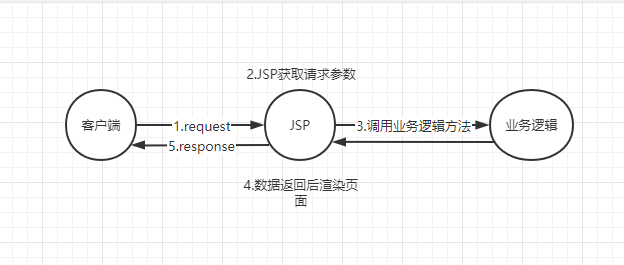 2.JSP获取请求参数
客户端
1.request
JSP
3.调用业务逻辑方法
业务逻辑
5.response
4.数据返回后渲染页
面